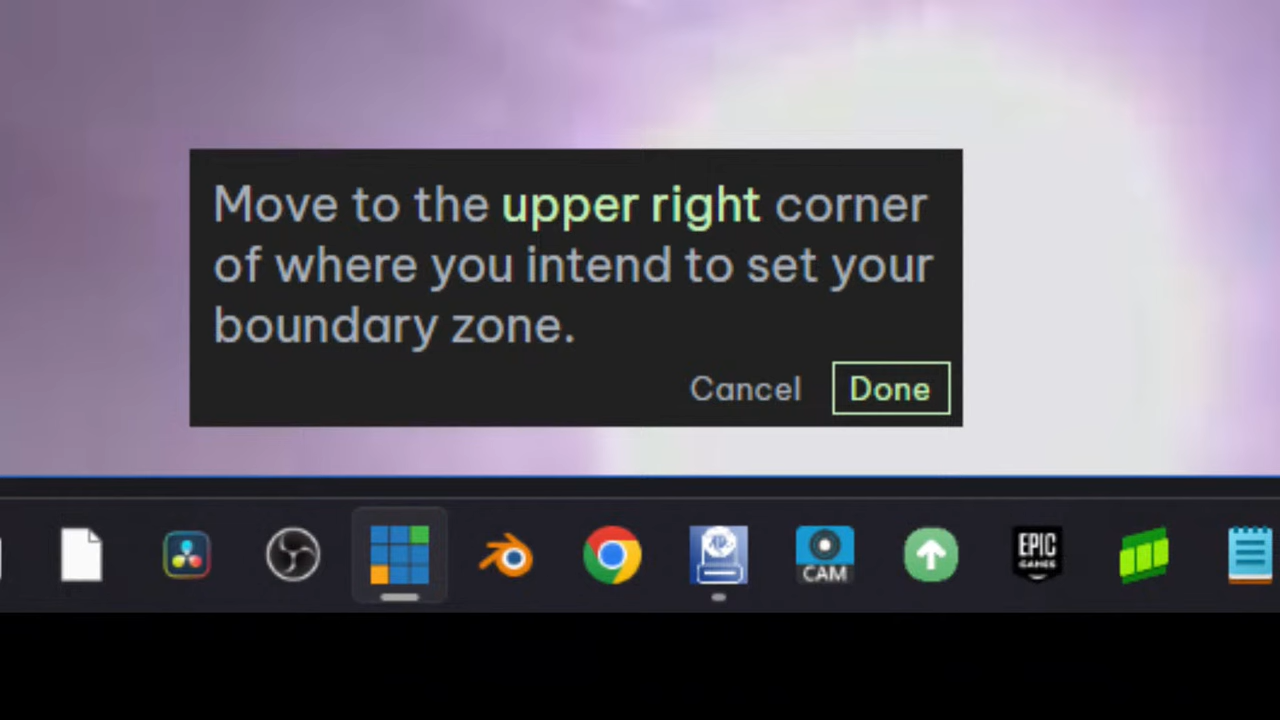 Move to the upper right corner
of where you intend to set your
boundary zone.
Cancel Done
CAM
EPIC
GAMES